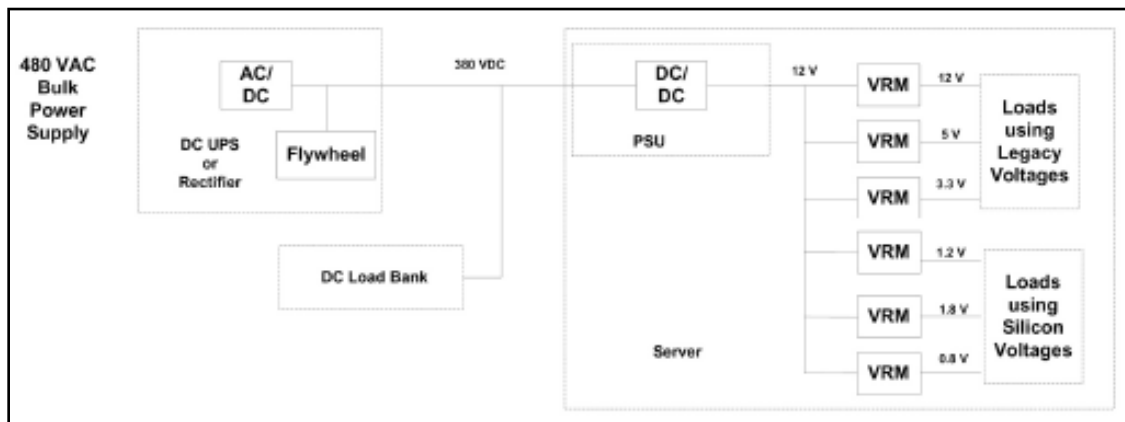 480 VAC
Bulk
Power
Supply
AC/
DC
DC UPS
or
Rectifier
Flywheel
380 VDC
DC Load Bank
DC/
DC
PSU
12 V
VRM
12 V
VRM
5 V
VRM
3.3 V
Loads
using
Legacy
Voltages
VRM
1.2 V
VRM
1.8 V
VRM
0.8 V
Loads
using
Silicon
Voltages
Server